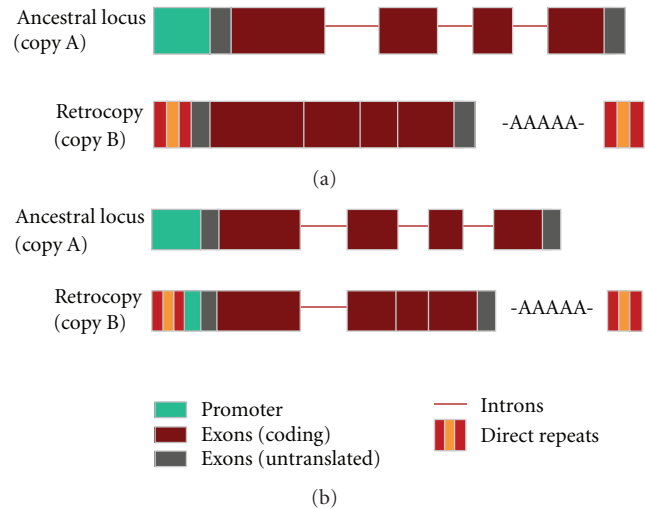 Ancestral locus
(copy A)
Retrocopy
(copy B)
-AAAAA-
(a)
Ancestral locus
(copy A)
Retrocopy
(copy B)
-AAAAA-
Promoter
Exons (coding)
Exons (untranslated)
Introns
Direct repeats
(b)